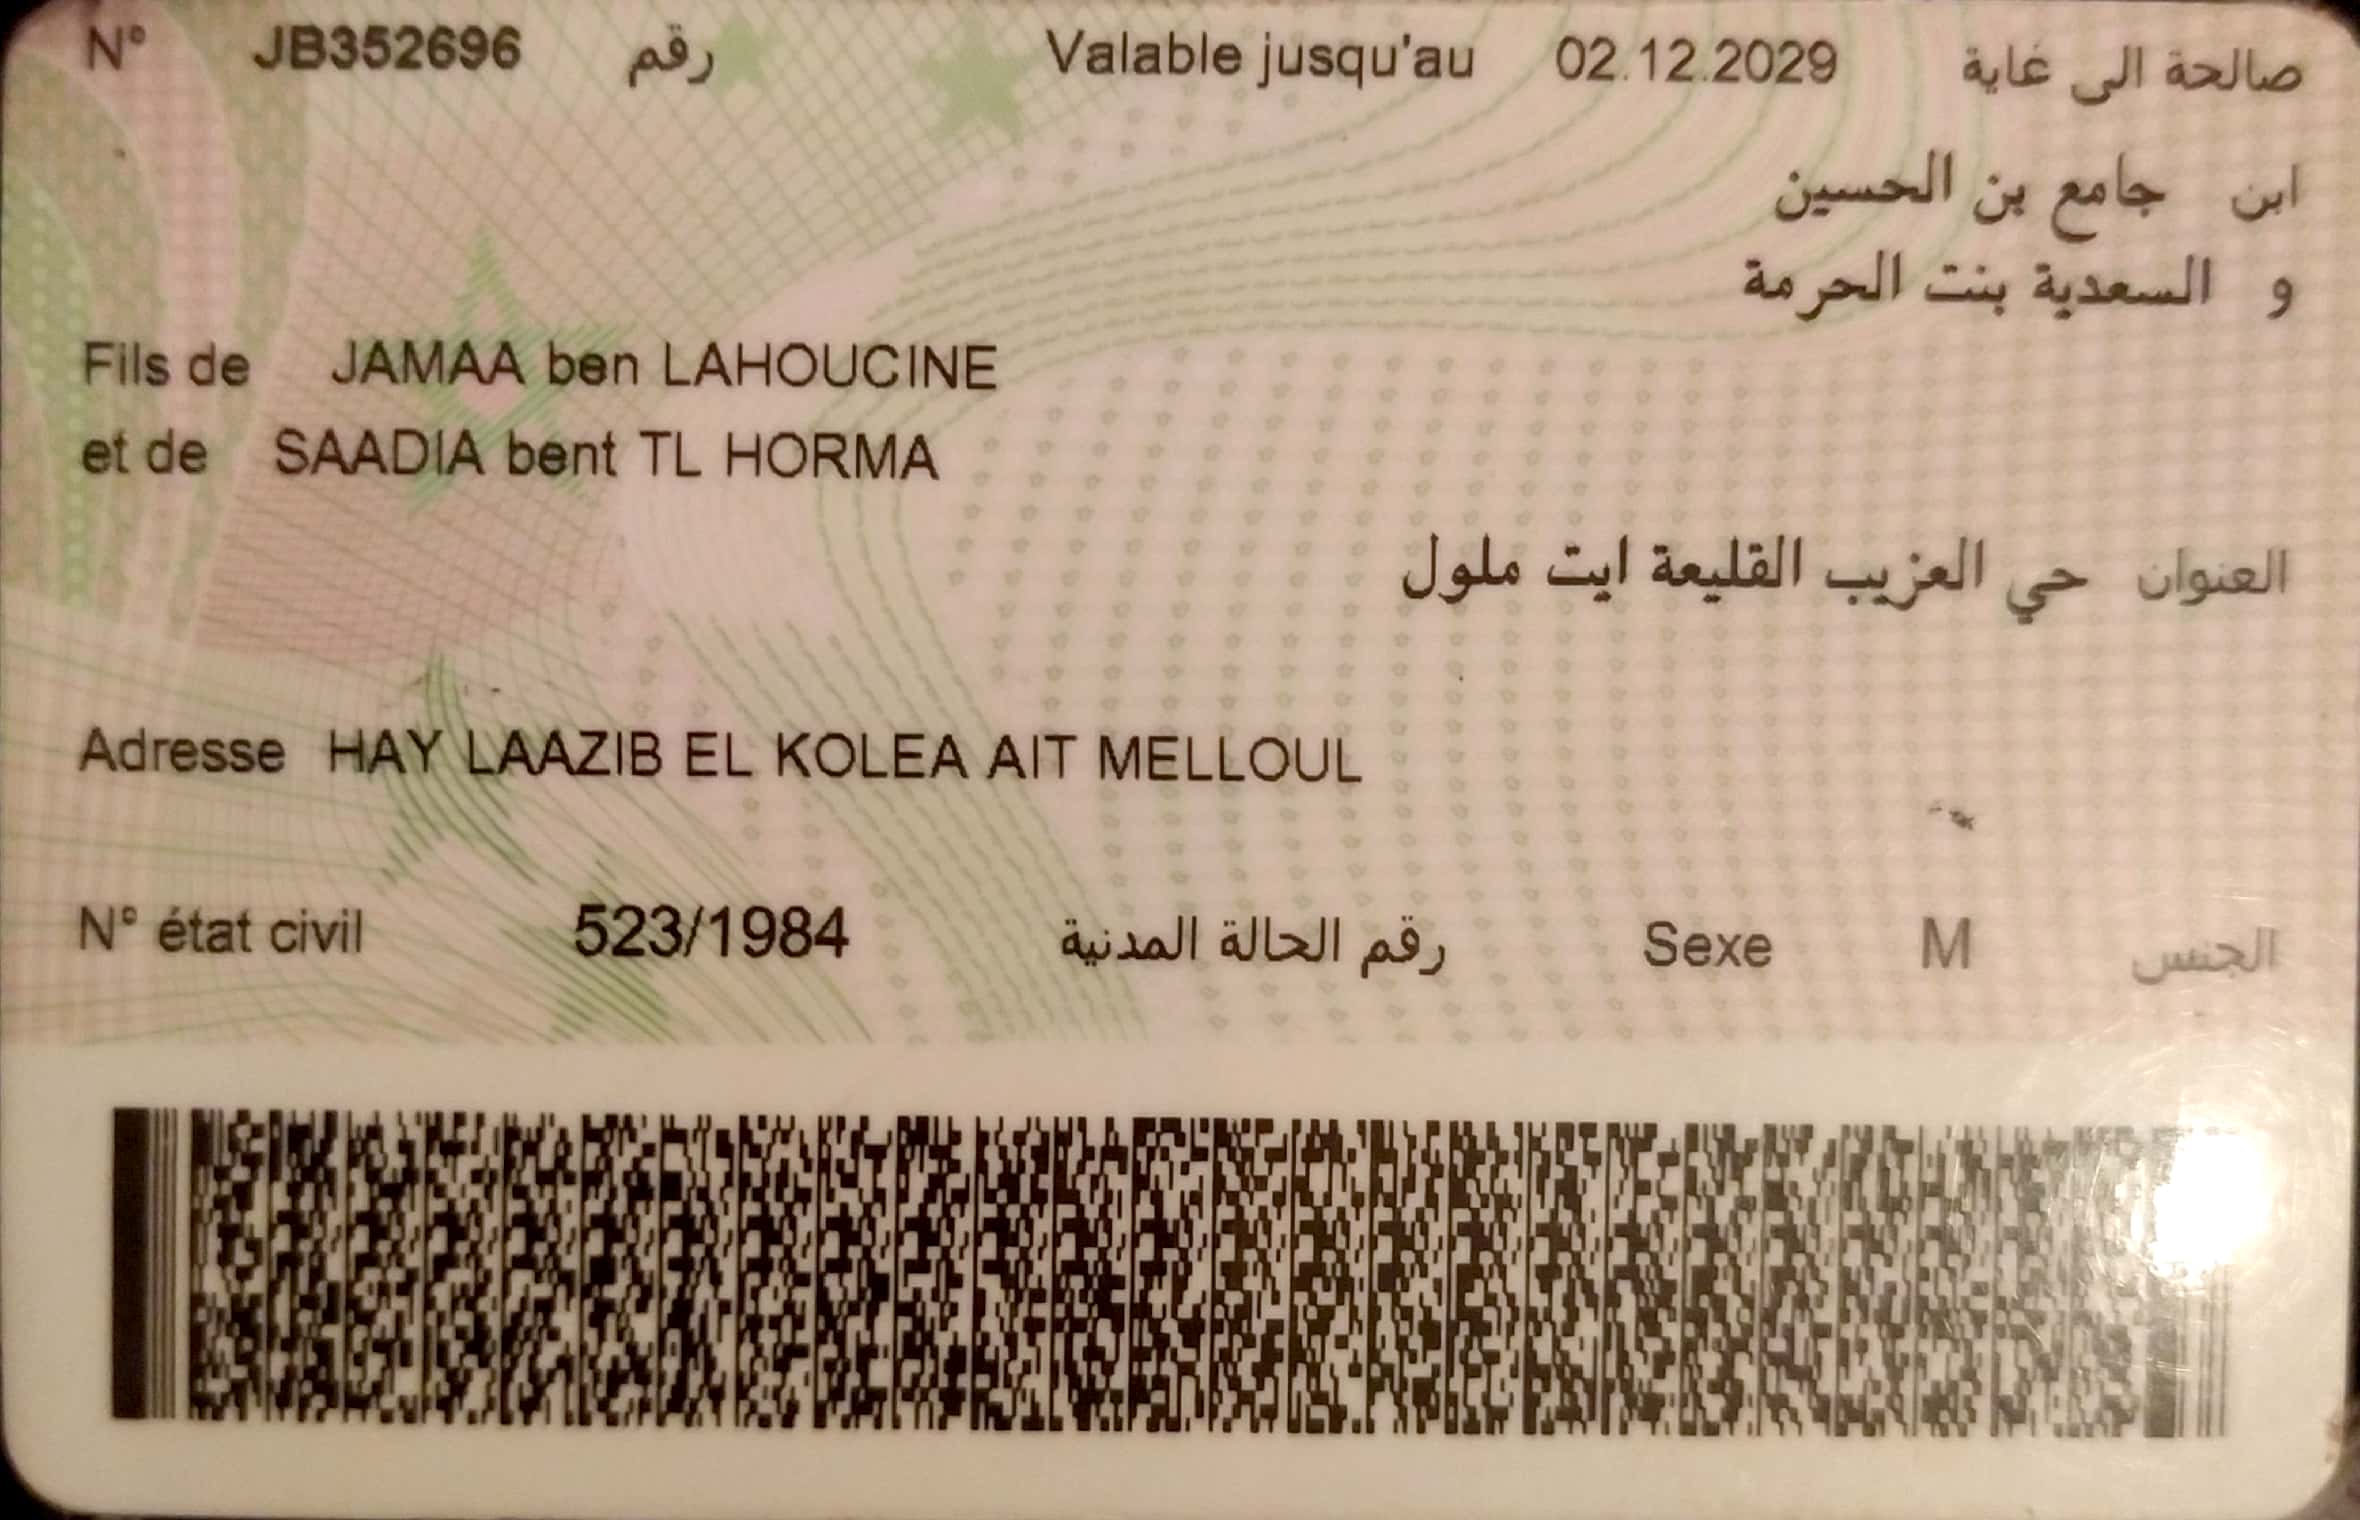 N° JB352696 رقم Valable jusqu'au 02.12.2029 صالحة الى غاية
ابن جامع بن الحسين
و السعدية بنت الحرمة
Fils de JAMAA ben LAHOUCINE
et de SAADIA bent TL HORMA
العنوان حي العزيب القليعة ايت ملول
Adresse HAY LAAZIB EL KOLEA AIT MELLOUL
N° état civil 523/1984 رقم الحالة المدنية Sexe M الجنس